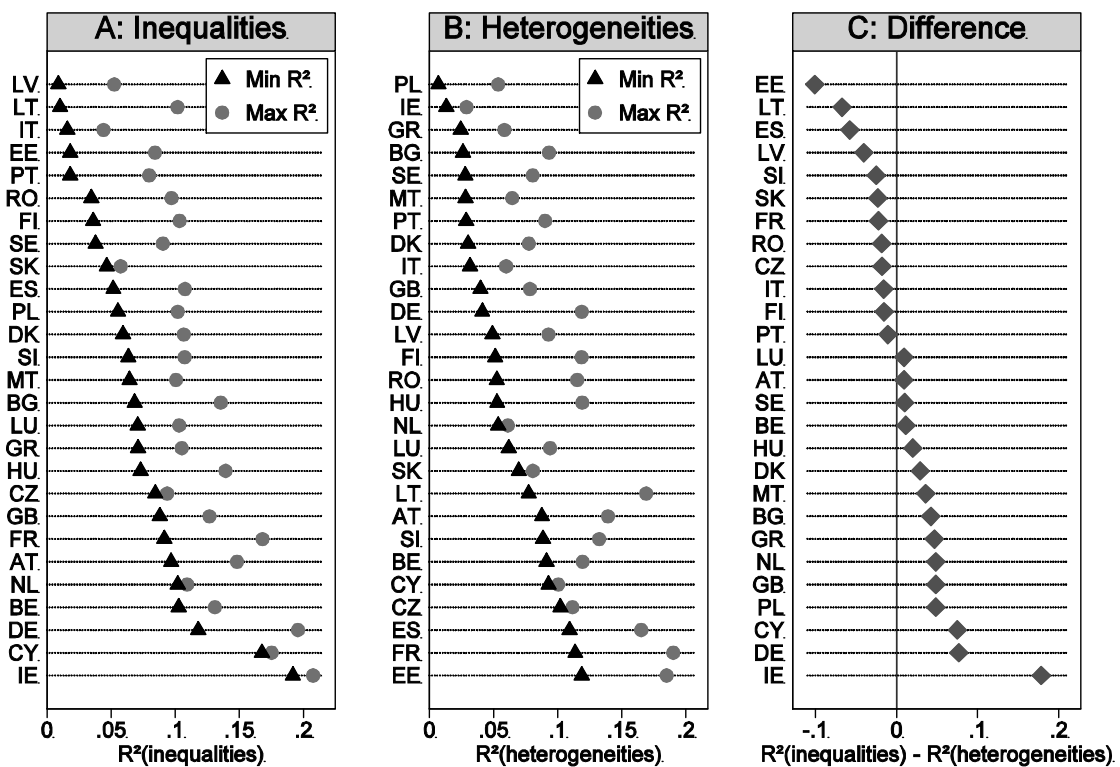 A: Inequalities.
Min R².
Max R².
LV.
LT.
IT.
EE.
PT.
RO.
FI.
SE.
SK.
ES.
PL.
DK.
SI.
MT.
BG.
LU.
GR.
HU.
CZ.
GB.
FR.
AT.
NL.
BE.
DE.
CY.
IE.
0. .05. .1. .15. .2.
R²(inequalities).
B: Heterogeneities.
Min R².
Max R².
PL.
IE.
GR.
BG.
SE.
MT.
PT.
DK.
IT.
GB.
DE.
LV.
FI.
RO.
HU.
NL.
LU.
SK.
LT.
AT.
SI.
BE.
CY.
CZ.
ES.
FR.
EE.
0. .05. .1. .15. .2.
R²(heterogeneities).
C: Difference.
EE.
LT.
ES.
LV.
SI.
SK.
FR.
RO.
CZ.
IT.
FI.
PT.
LU.
AT.
SE.
BE.
HU.
DK.
MT.
BG.
GR.
NL.
GB.
PL.
CY.
DE.
IE.
-.1. 0. .1. .2.
R²(inequalities) - R²(heterogeneities).